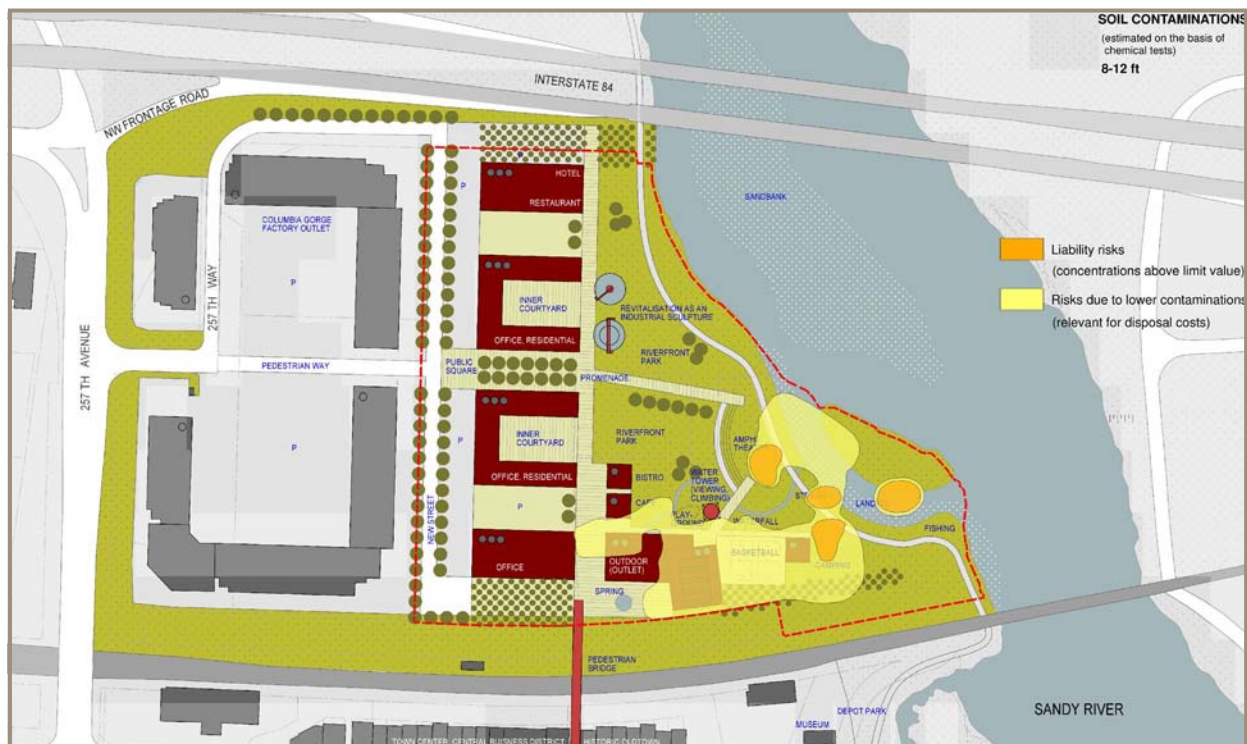 SOIL CONTAMINATIONS
(estimated on the basis of
chemical tests)
8-12 ft
INTERSTATE 84
NW FRONTAGE ROAD
257 TH AVENUE
257 TH WAY
COLUMBIA GORGE
FACTORY OUTLET
P
P
HOTEL
RESTAURANT
SANDBANK
Liability risks
(concentrations above limit value)
Risks due to lower contaminations
(relevant for disposal costs)
INNER
COURTYARD
REVITALISATION AS AN
INDUSTRIAL SCULPTURE
OFFICE, RESIDENTIAL
RIVERFRONT
PARK
PEDESTRIAN WAY
PUBLIC
SQUARE
PROMENADE
INNER
COURTYARD
RIVERFRONT
PARK
P
P
OFFICE, RESIDENTIAL
BISTRO
WATER
TOWER
(VIEWING,
CLIMBING)
LAND
P
NEW STREET
WATERFALL
FISHING
BASKETBALL
OFFICE
OUTDOOR
(OUTLET)
CAMPING
SPRING
PEDESTRIAN
BRIDGE
DEPOT PARK
MUSEUM
SANDY RIVER
TOWN CENTER, CENTRAL BUISNESS DISTRICT
HISTORIC OLDTOWN